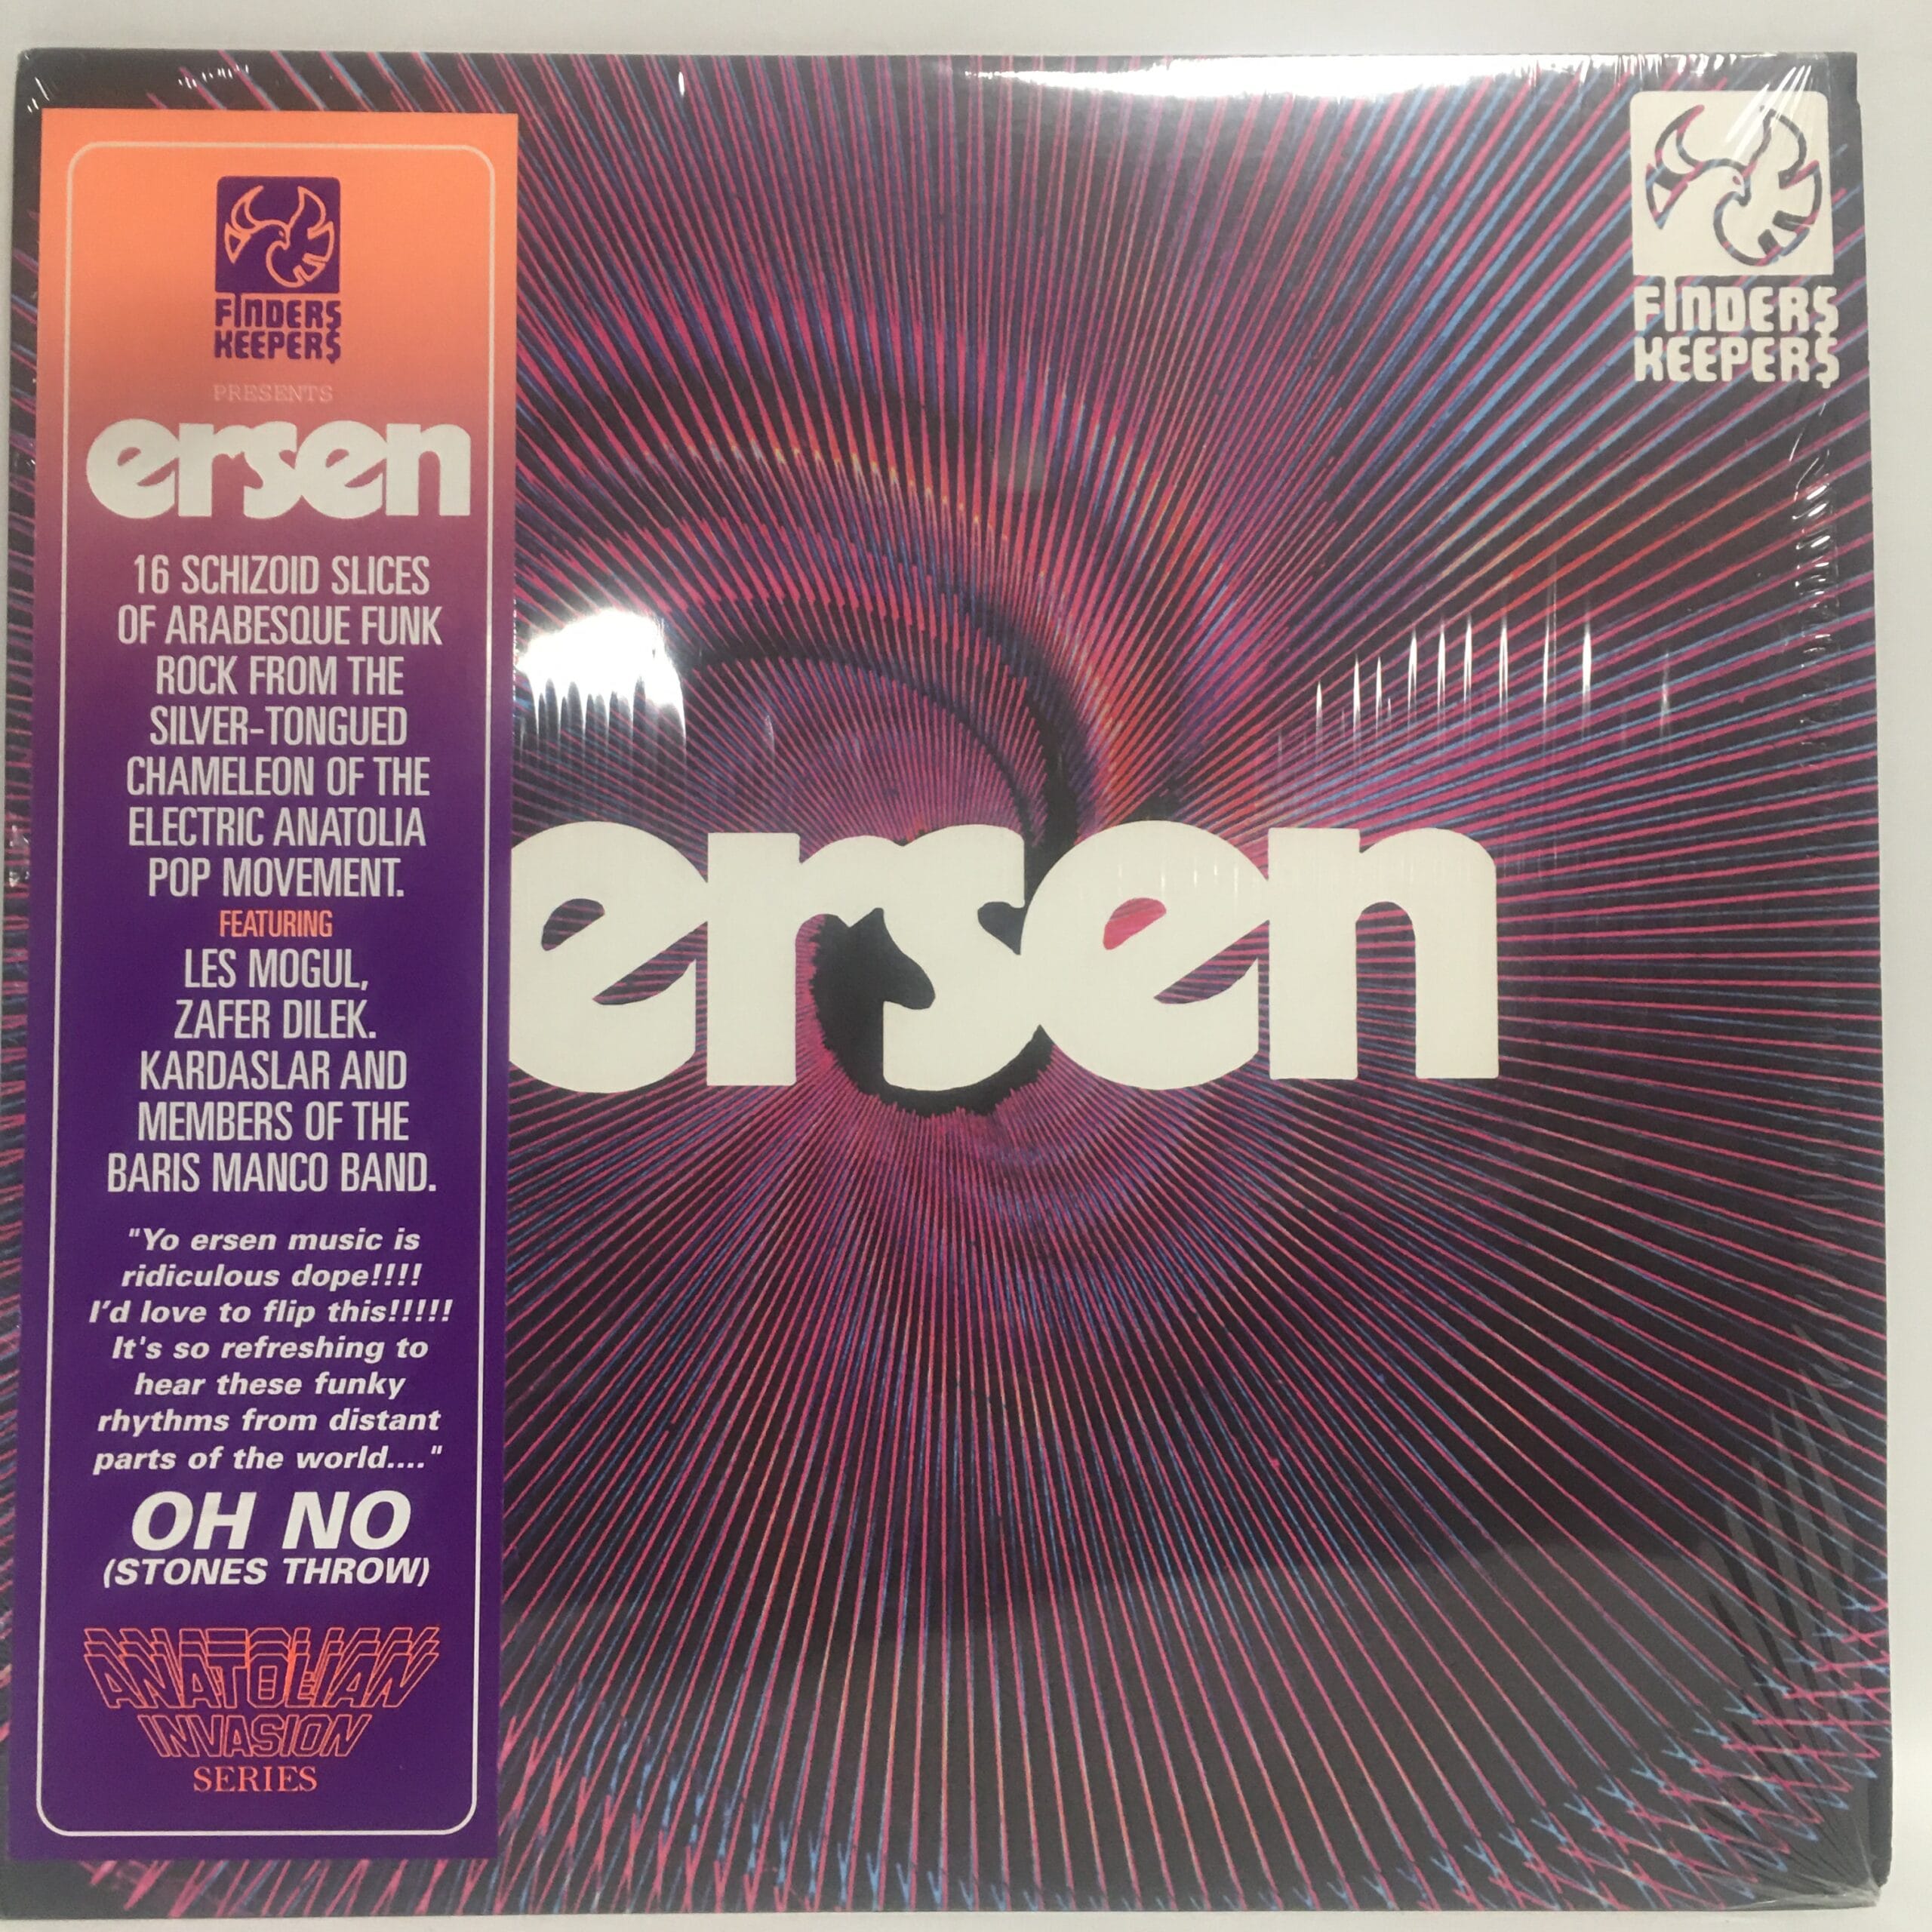 FINDERS
KEEPERS
PRESENTS
ersen
16 SCHIZOID SLICES
OF ARABESQUE FUNK
ROCK FROM THE
SILVER-TONGUED
CHAMELEON OF THE
ELECTRIC ANATOLIA
POP MOVEMENT.
FEATURING
LES MOGUL,
ZAFER DILEK.
KARDASLAR AND
MEMBERS OF THE
BARIS MANCO BAND.
"Yo ersen music is
ridiculous dope!!!!
I'd love to flip this!!!!!
It's so refreshing to
hear these funky
rhythms from distant
parts of the world...."
OH NO
(STONES THROW)
ANATOLIAN
INVASION
SERIES
FINDERS
KEEPERS
ersen